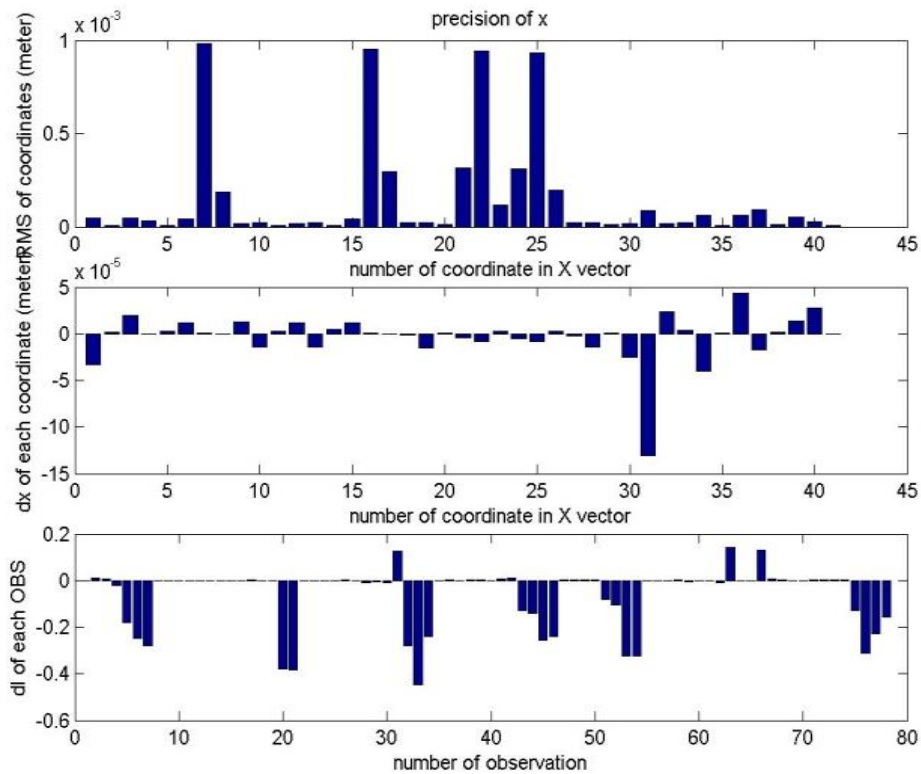 precision of x
x 10-3
1
0.5
0
RMS of coordinates (meter)
0 5 10 15 20 25 30 35 40 45
number of coordinate in X vector
x 10-5
5
0
-5
-10
-15
dx of each coordinate (meter)
0 5 10 15 20 25 30 35 40 45
number of coordinate in X vector
0.2
0
-0.2
-0.4
-0.6
dl of each OBS
0 10 20 30 40 50 60 70 80
number of observation